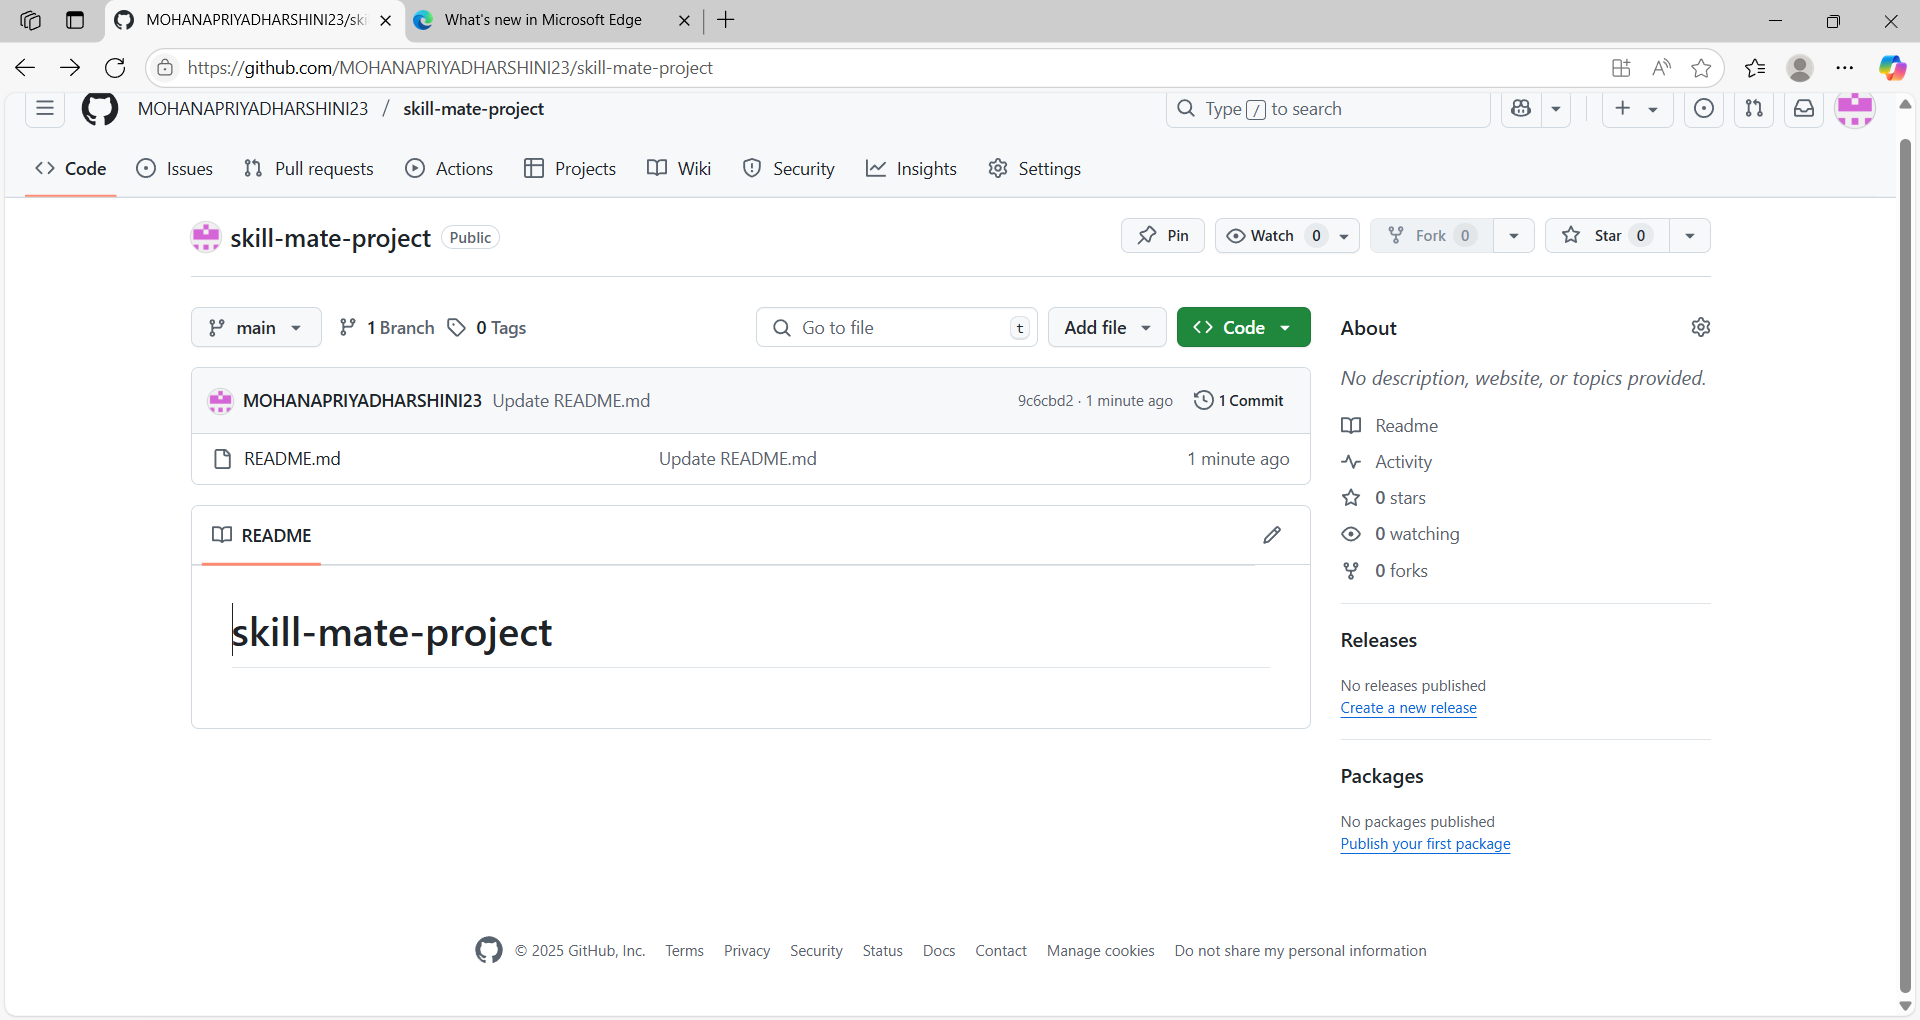 MOHANAPRIYADHARSHINI23/ski
What's new in Microsoft Edge
https://github.com/MOHANAPRIYADHARSHINI23/skill-mate-project
MOHANAPRIYADHARSHINI23 / skill-mate-project
Type / to search
Code Issues Pull requests Actions Projects Wiki Security Insights Settings
skill-mate-project Public
Pin Watch 0 Fork 0 Star 0
main 1 Branch 0 Tags
Go to file t Add file Code
MOHANAPRIYADHARSHINI23 Update README.md 9c6cbd2 · 1 minute ago 1 Commit
README.md Update README.md 1 minute ago
README
skill-mate-project
About
No description, website, or topics provided.
Readme
Activity
0 stars
0 watching
0 forks
Releases
No releases published
Create a new release
Packages
No packages published
Publish your first package
© 2025 GitHub, Inc. Terms Privacy Security Status Docs Contact Manage cookies Do not share my personal information